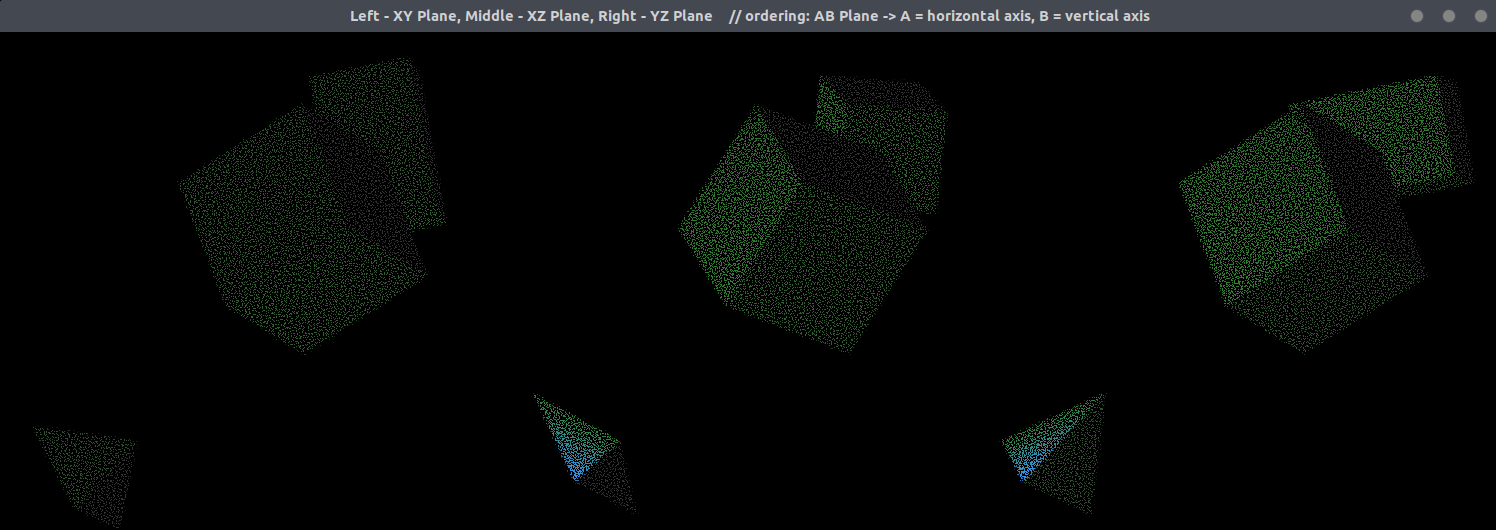 Left - XY Plane, Middle - XZ Plane, Right - YZ Plane    // ordering: AB Plane -> A = horizontal axis, B = vertical axis